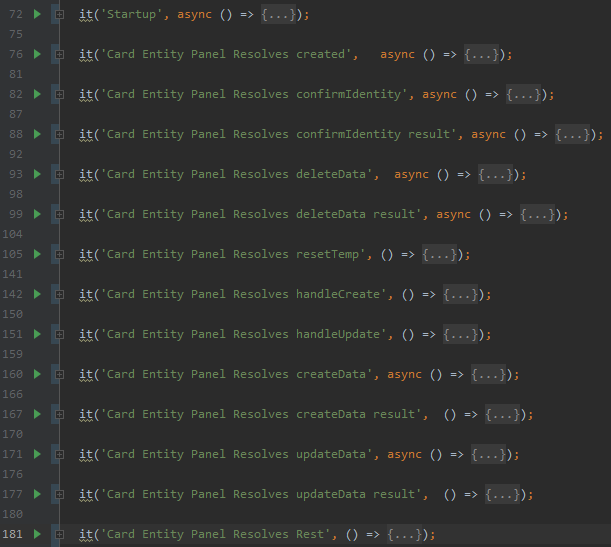 72 it('Startup', async () => {...});
75
76 it('Card Entity Panel Resolves created',   async () => {...});
81
82 it('Card Entity Panel Resolves confirmIdentity', async () => {...});
87
88 it('Card Entity Panel Resolves confirmIdentity result', async () => {...});
92
93 it('Card Entity Panel Resolves deleteData',  async () => {...});
98
99 it('Card Entity Panel Resolves deleteData result', async () => {...});
104
105 it('Card Entity Panel Resolves resetTemp', () => {...});
141
142 it('Card Entity Panel Resolves handleCreate', () => {...});
150
151 it('Card Entity Panel Resolves handleUpdate', () => {...});
159
160 it('Card Entity Panel Resolves createData', async () => {...});
166
167 it('Card Entity Panel Resolves createData result',  () => {...});
170
171 it('Card Entity Panel Resolves updateData', async () => {...});
176
177 it('Card Entity Panel Resolves updateData result',  () => {...});
180
181 it('Card Entity Panel Resolves Rest', () => {...});